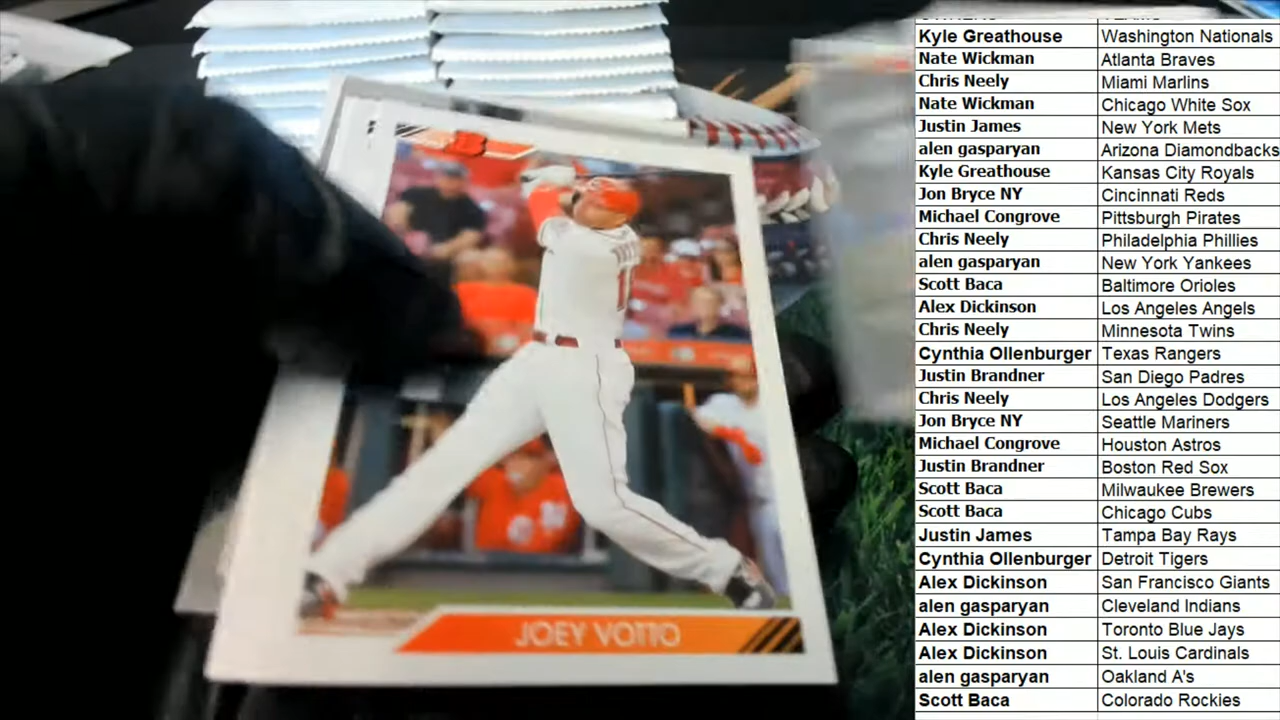 Kyle Greathouse Washington Nationals
Nate Wickman Atlanta Braves
Chris Neely Miami Marlins
Nate Wickman Chicago White Sox
Justin James New York Mets
alen gasparyan Arizona Diamondbacks
Kyle Greathouse Kansas City Royals
Jon Bryce NY Cincinnati Reds
Michael Congrove Pittsburgh Pirates
Chris Neely Philadelphia Phillies
alen gasparyan New York Yankees
Scott Baca Baltimore Orioles
Alex Dickinson Los Angeles Angels
Chris Neely Minnesota Twins
Cynthia Ollenburger Texas Rangers
Justin Brandner San Diego Padres
Chris Neely Los Angeles Dodgers
Jon Bryce NY Seattle Mariners
Michael Congrove Houston Astros
Justin Brandner Boston Red Sox
Scott Baca Milwaukee Brewers
Scott Baca Chicago Cubs
Justin James Tampa Bay Rays
Cynthia Ollenburger Detroit Tigers
Alex Dickinson San Francisco Giants
alen gasparyan Cleveland Indians
Alex Dickinson Toronto Blue Jays
Alex Dickinson St. Louis Cardinals
alen gasparyan Oakland A's
Scott Baca Colorado Rockies
JOEY VOTTO